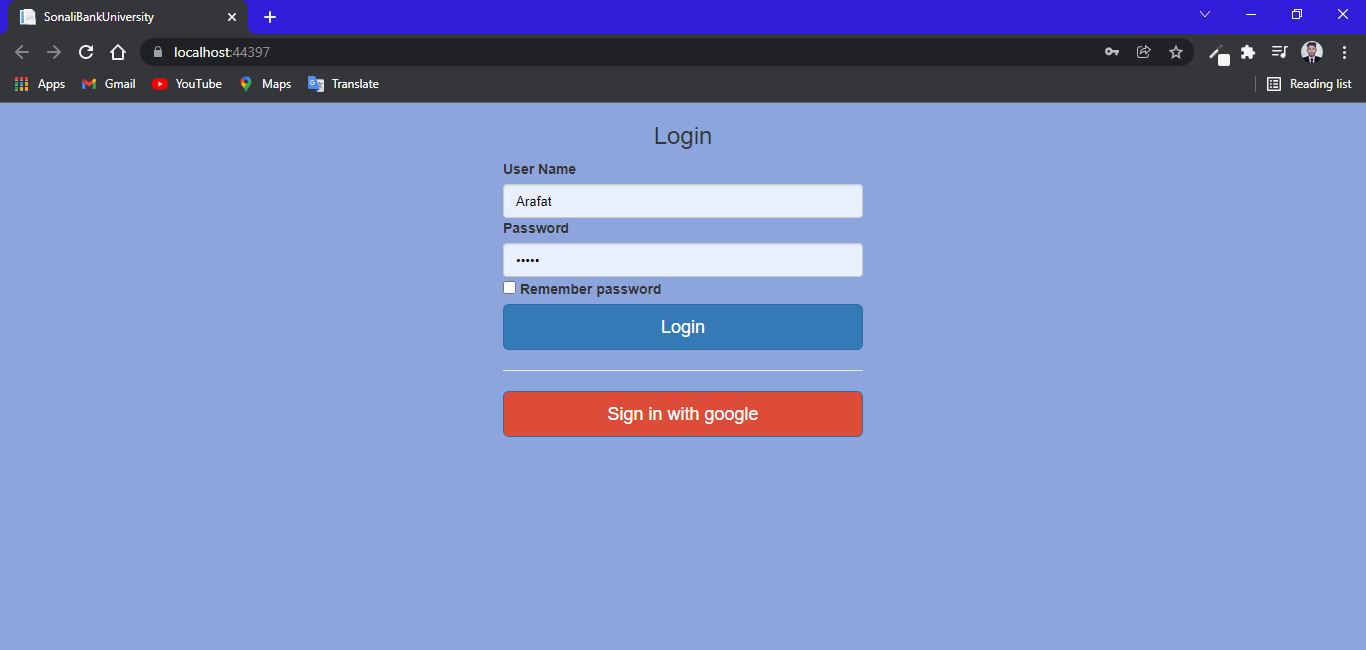 SonaliBankUniversity
localhost:44397
Apps Gmail YouTube Maps Translate Reading list
Login
User Name
Arafat
Password
•••••
Remember password
Login
Sign in with google